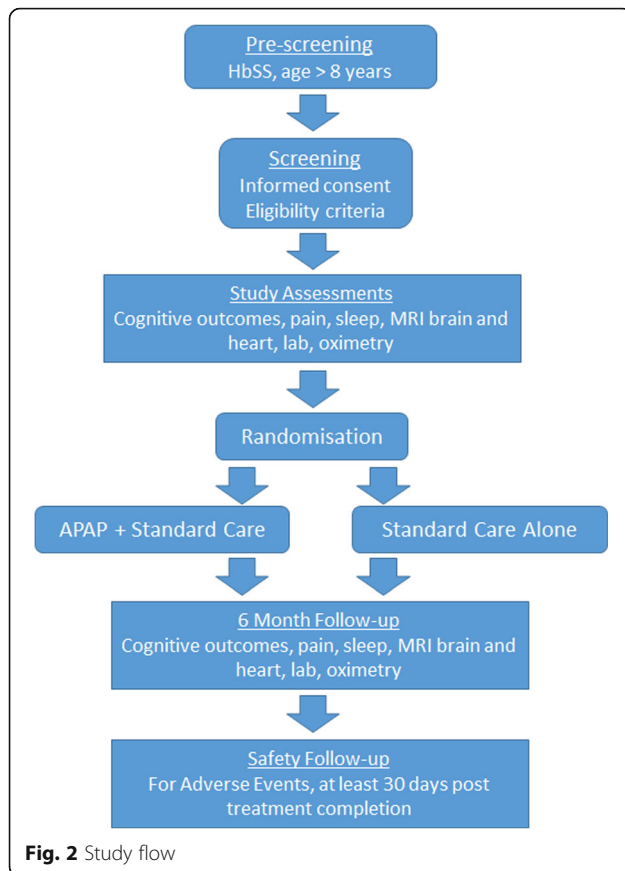 Pre-screening
HbSS, age > 8 years
Screening
Informed consent
Eligibility criteria
Study Assessments
Cognitive outcomes, pain, sleep, MRI brain and
heart, lab, oximetry
Randomisation
APAP + Standard Care
Standard Care Alone
6 Month Follow-up
Cognitive outcomes, pain, sleep, MRI brain and
heart, lab, oximetry
Safety Follow-up
For Adverse Events, at least 30 days post
treatment completion
Fig. 2 Study flow